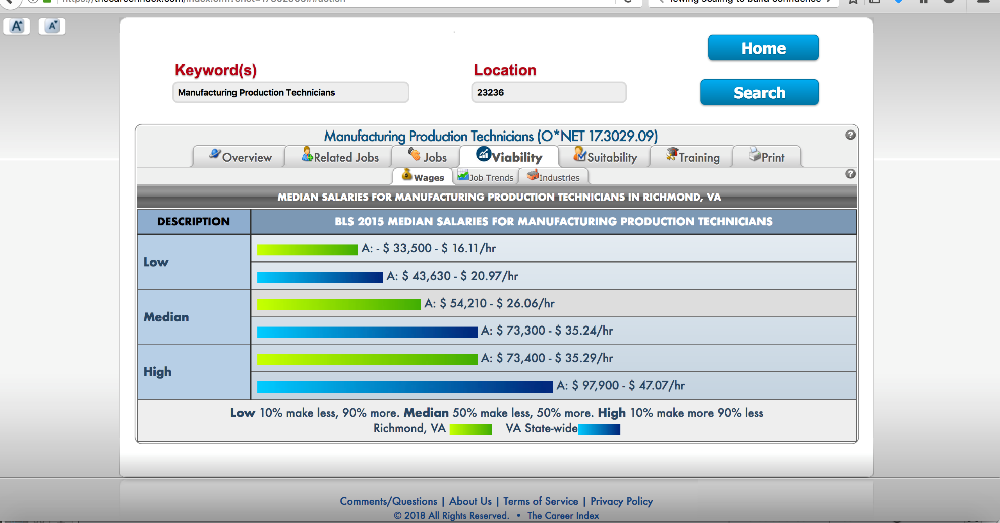 Keyword(s)
Location
Home
Manufacturing Production Technicians
23236
Search
Manufacturing Production Technicians (O*NET 17.3029.09)
Overview Related Jobs Jobs Viability Suitability Training Print
Wages Job Trends Industries
MEDIAN SALARIES FOR MANUFACTURING PRODUCTION TECHNICIANS IN RICHMOND, VA
DESCRIPTION BLS 2015 MEDIAN SALARIES FOR MANUFACTURING PRODUCTION TECHNICIANS
Low
A: - $ 33,500 - $ 16.11/hr
A: $ 43,630 - $ 20.97/hr
Median
A: $ 54,210 - $ 26.06/hr
A: $ 73,300 - $ 35.24/hr
High
A: $ 73,400 - $ 35.29/hr
A: $ 97,900 - $ 47.07/hr
Low 10% make less, 90% more. Median 50% make less, 50% more. High 10% make more 90% less
Richmond, VA VA State-wide
Comments/Questions | About Us | Terms of Service | Privacy Policy
© 2018 All Rights Reserved. • The Career Index